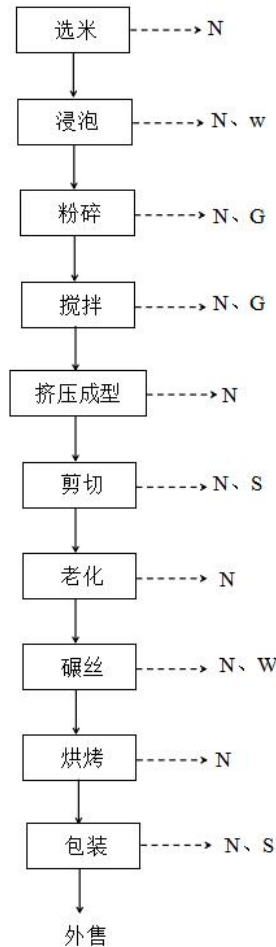 选米 N
浸泡 N、w
粉碎 N、G
搅拌 N、G
挤压成型 N
剪切 N、S
老化 N
碾丝 N、W
烘烤 N
包装 N、S
外售